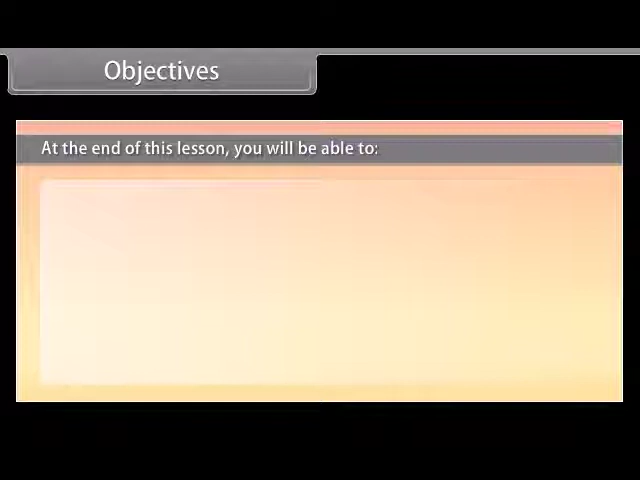 Objectives
At the end of this lesson, you will be able to: